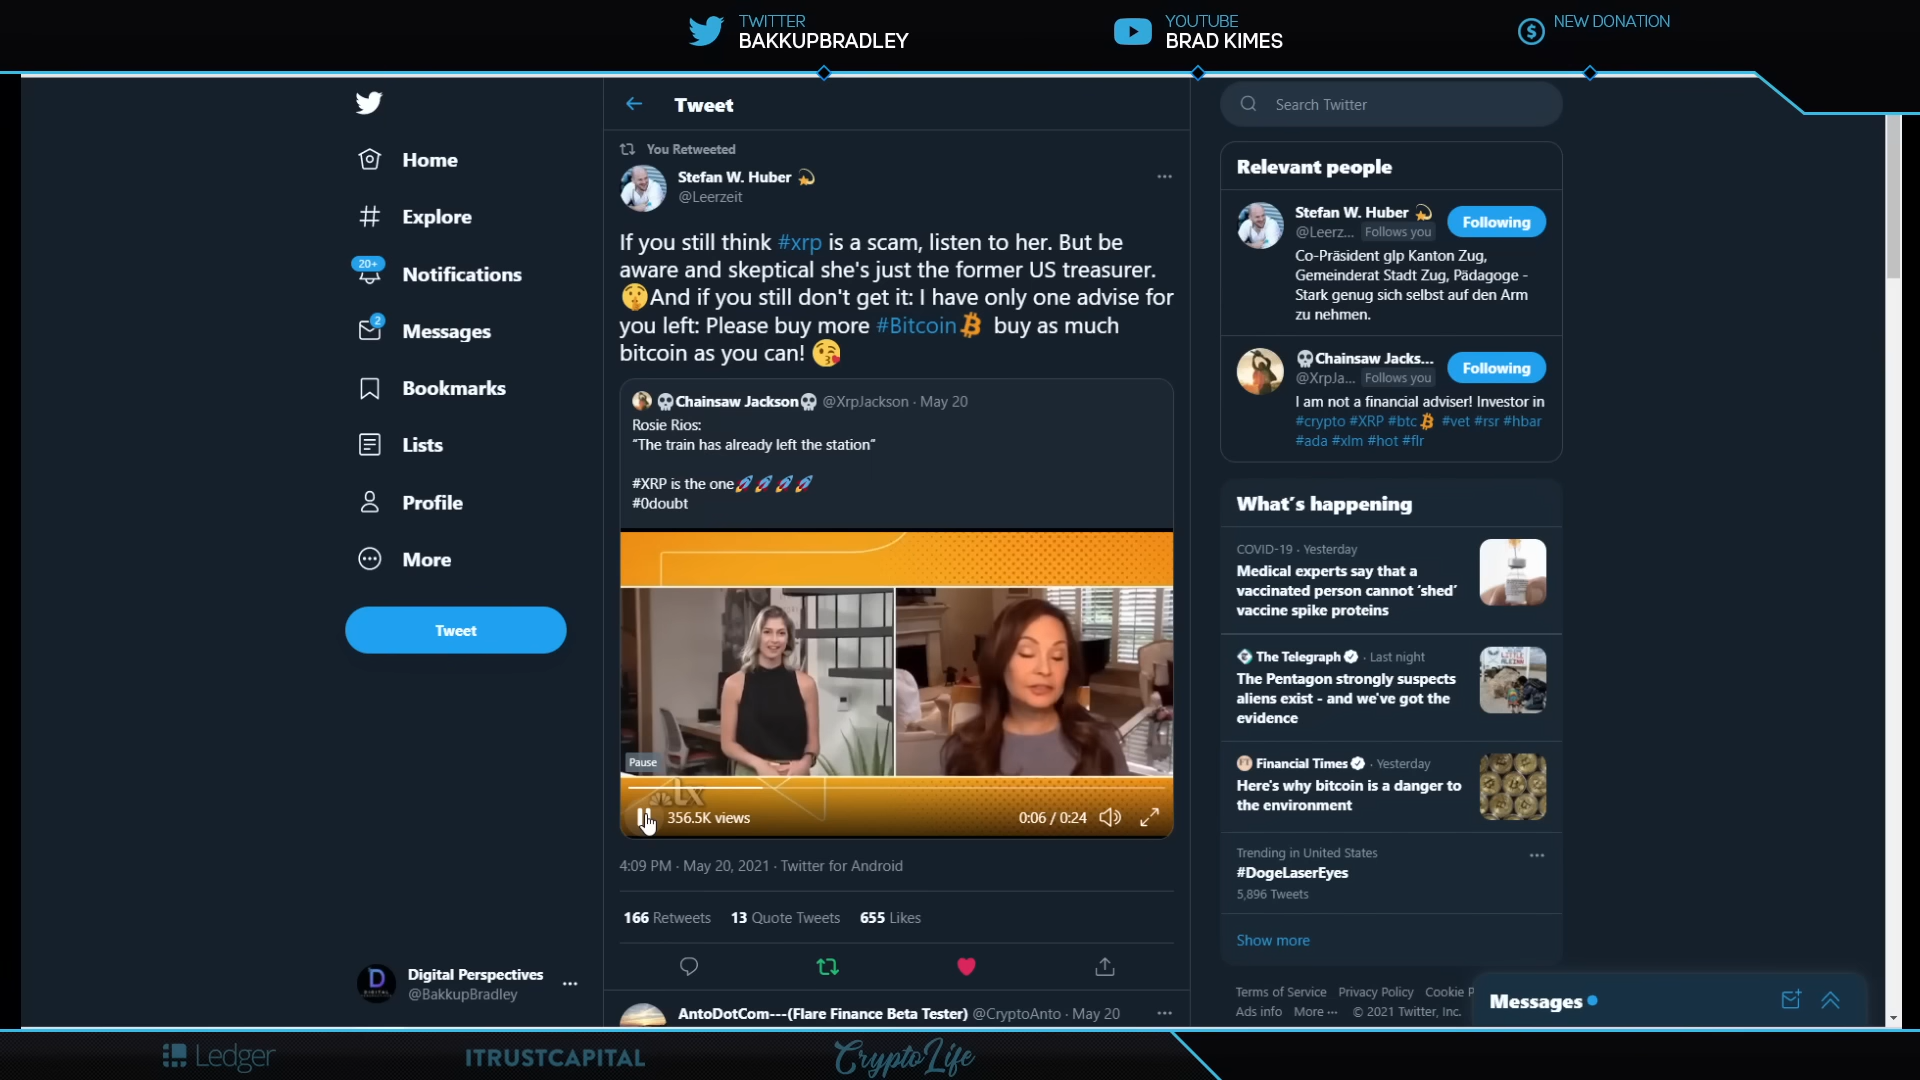 TWITTER
BAKKUPBRADLEY
YOUTUBE
BRAD KIMES
NEW DONATION
Home
Explore
20+
Notifications
2
Messages
Bookmarks
Lists
Profile
More
Tweet
Digital Perspectives
@BakkupBradley
Tweet
You Retweeted
Stefan W. Huber
@Leerzeit
If you still think #xrp is a scam, listen to her. But be
aware and skeptical she's just the former US treasurer.
And if you still don't get it: I have only one advise for
you left: Please buy more #Bitcoin buy as much
bitcoin as you can!
Chainsaw Jackson @XrpJackson · May 20
Rosie Rios:
"The train has already left the station"
#XRP is the one
#0doubt
Pause
LX
356.5K views
0:06 / 0:24
4:09 PM · May 20, 2021 · Twitter for Android
166 Retweets 13 Quote Tweets 655 Likes
AntoDotCom---(Flare Finance Beta Tester) @CryptoAnto · May 20
Search Twitter
Relevant people
Stefan W. Huber
@Leerz... Follows you
Following
Co-Präsident glp Kanton Zug,
Gemeinderat Stadt Zug, Pädagoge -
Stark genug sich selbst auf den Arm
zu nehmen.
Chainsaw Jacks...
@XrpJa... Follows you
Following
I am not a financial adviser! Investor in
#crypto #XRP #btc #vet #rsr #hbar
#ada #xlm #hot #flr
What's happening
COVID-19 · Yesterday
Medical experts say that a
vaccinated person cannot 'shed'
vaccine spike proteins
The Telegraph · Last night
The Pentagon strongly suspects
aliens exist - and we've got the
evidence
Financial Times · Yesterday
Here's why bitcoin is a danger to
the environment
Trending in United States
#DogeLaserEyes
5,896 Tweets
Show more
Terms of Service Privacy Policy Cookie P
Ads info More ··· © 2021 Twitter, Inc.
Messages
Ledger
ITRUSTCAPITAL
CryptoLife